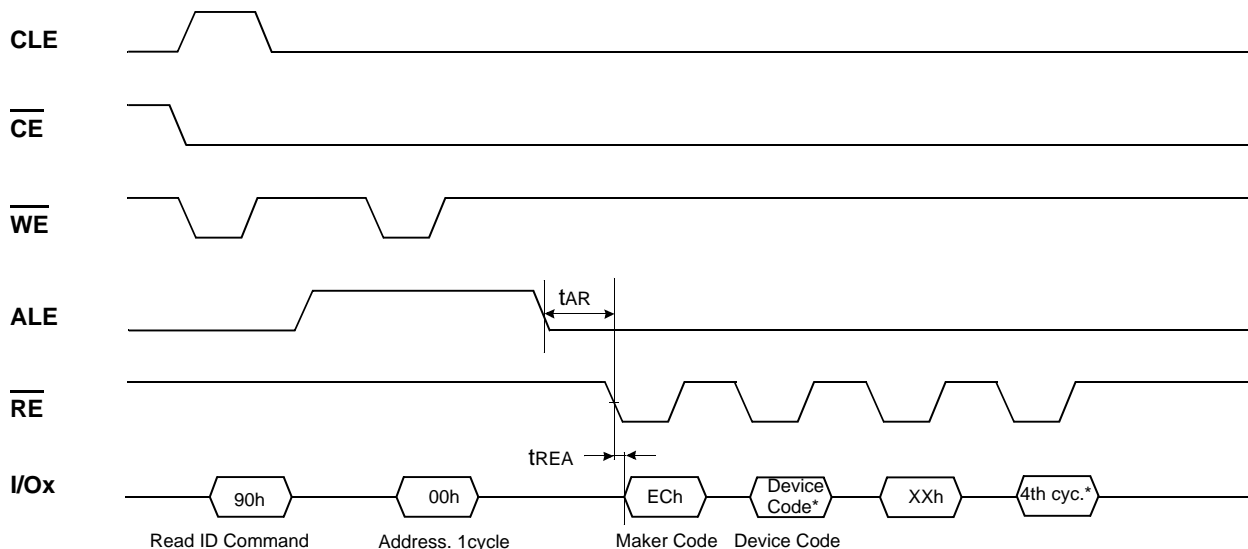 CLE
CE
WE
ALE
tAR
RE
tREA
I/Ox
90h
00h
ECh
Device
Code*
XXh
4th cyc.*
Read ID Command
Address. 1cycle
Maker Code
Device Code